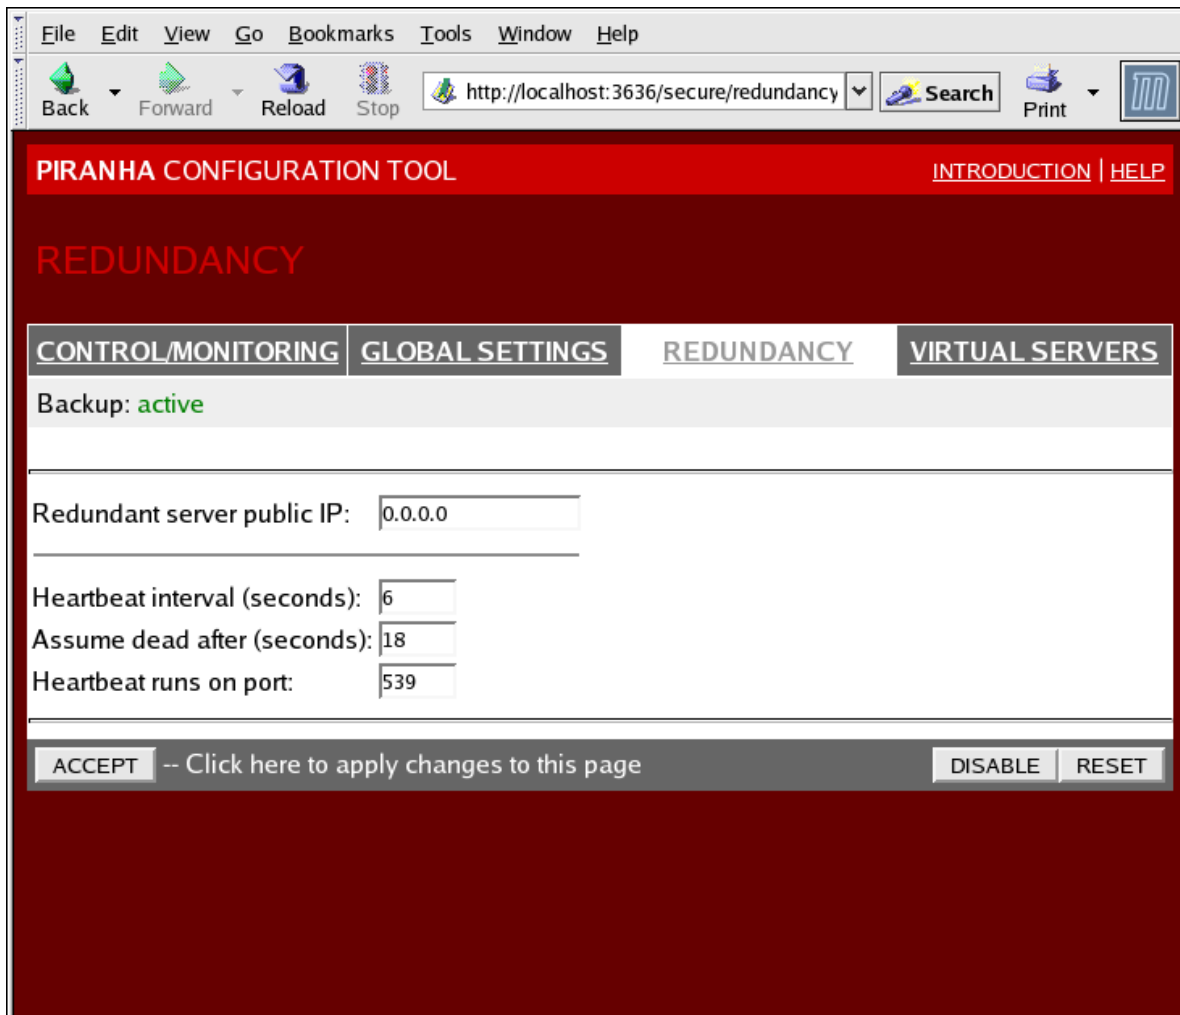 File Edit View Go Bookmarks Tools Window Help
Back Forward Reload Stop http://localhost:3636/secure/redundancy Search Print
PIRANHA CONFIGURATION TOOL INTRODUCTION | HELP
REDUNDANCY
CONTROL/MONITORING GLOBAL SETTINGS REDUNDANCY VIRTUAL SERVERS
Backup: active
Redundant server public IP: 0.0.0.0
Heartbeat interval (seconds): 6
Assume dead after (seconds): 18
Heartbeat runs on port: 539
ACCEPT -- Click here to apply changes to this page DISABLE RESET